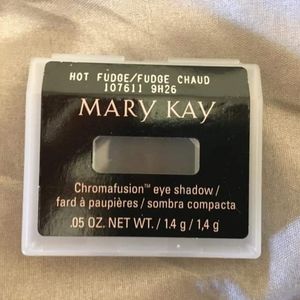 HOT FUDGE/FUDGE CHAUD
107611 9H26
MARY KAY
Chromafusion™ eye shadow /
fard à paupières / sombra compacta
.05 OZ. NET WT. / 1.4 g / 1,4 g